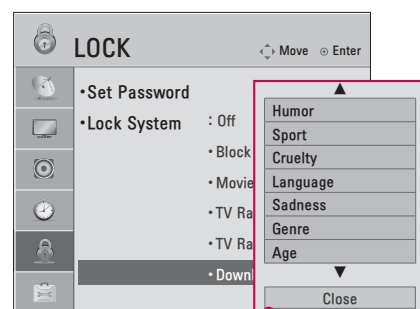 LOCK
Move
Enter
•Set Password
•Lock System : Off
•Block
•Movie
•TV Ra
•TV Ra
•Downl
Humor
Sport
Cruelty
Language
Sadness
Genre
Age
Close